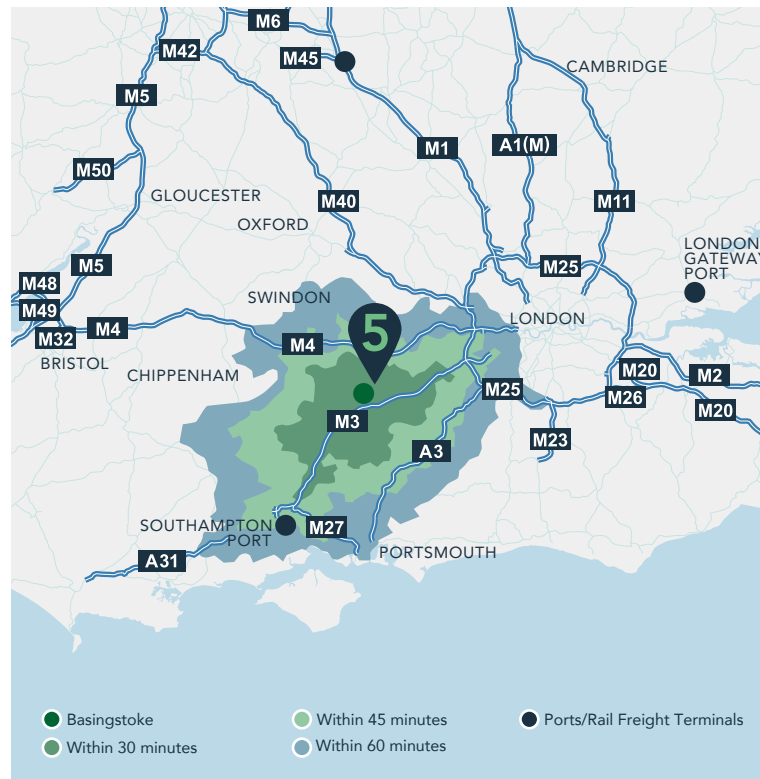 M6
M42
M45
CAMBRIDGE
M5
M1
A1(M)
M50
GLOUCESTER
M40
M11
OXFORD
LONDON
GATEWAY
PORT
M5
M25
M48
SWINDON
M49
M4
5
LONDON
M32
M4
BRISTOL
CHIPPENHAM
M20
M2
M25
M26
M20
M3
M23
A3
SOUTHAMPTON
PORT
M27
PORTSMOUTH
A31
Basingstoke
Within 45 minutes
Ports/Rail Freight Terminals
Within 30 minutes
Within 60 minutes